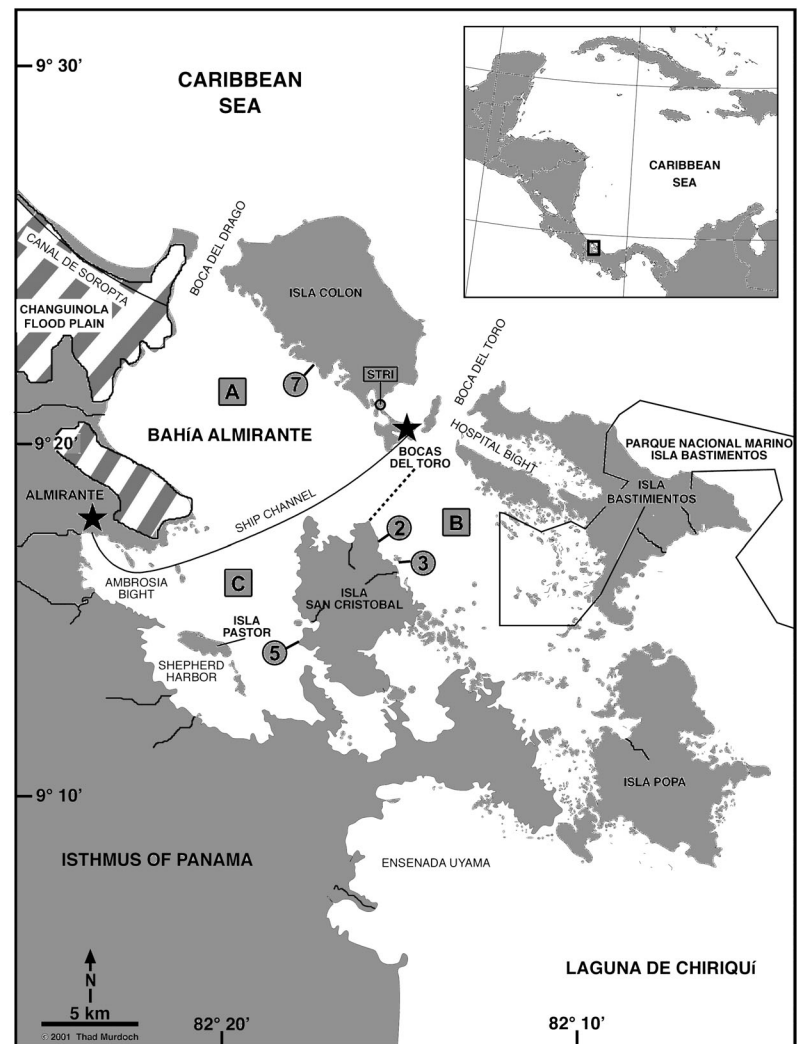 9° 30’
CARIBBEAN
SEA
CARIBBEAN
SEA
BOCA DEL DRAGO
CANAL DE SOROPTA
CHANGUINOLA
FLOOD PLAIN
ISLA COLON
7
STRI
A
BOCA DEL TORO
9° 20’
BAHíA ALMIRANTE
BOCAS
DEL TORO
HOSPITAL BIGHT
PARQUE NACIONAL MARINO
ISLA BASTIMENTOS
ISLA
BASTIMIENTOS
ALMIRANTE
SHIP CHANNEL
2
B
3
AMBROSIA
BIGHT
C
ISLA
SAN CRISTOBAL
ISLA
PASTOR
5
SHEPHERD
HARBOR
9° 10’
ISLA POPA
ISTHMUS OF PANAMA
ENSENADA UYAMA
LAGUNA DE CHIRIQUí
N
5 km
© 2001 Thad Murdoch
82° 20’
82° 10’